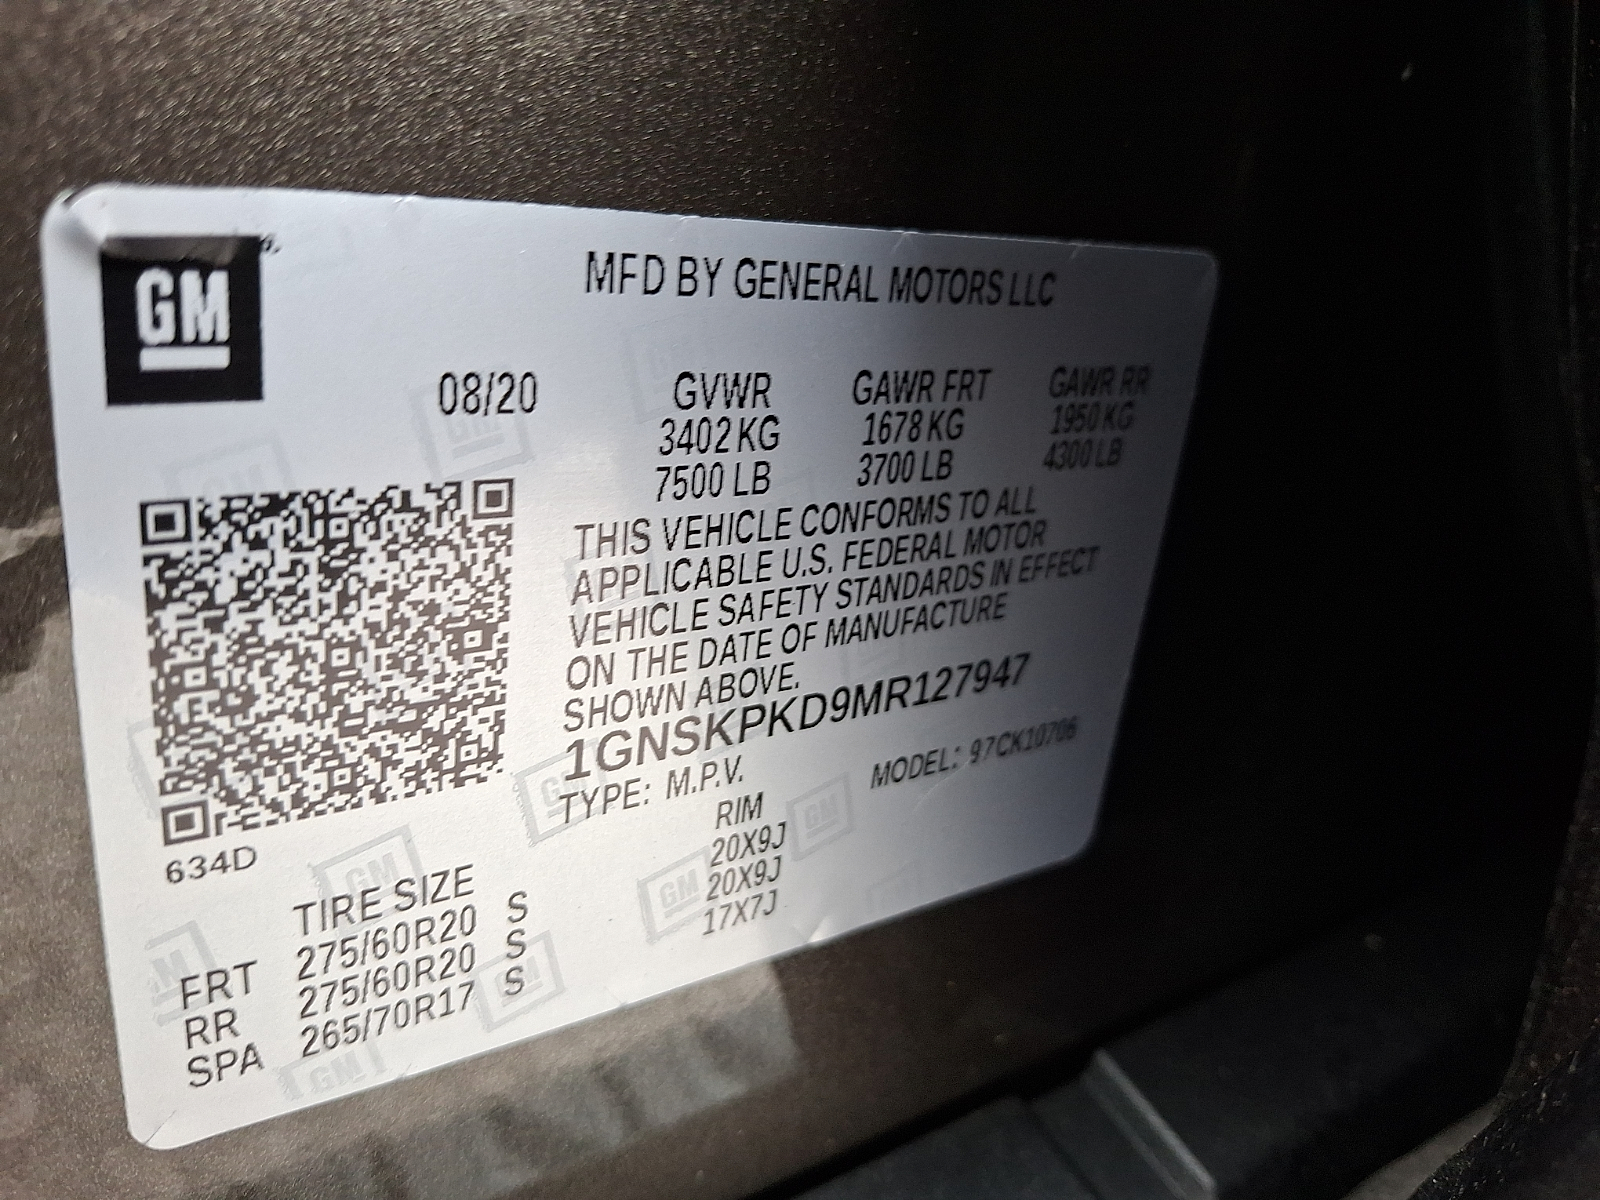 GM
MFD BY GENERAL MOTORS LLC
08/20 GVWR GAWR FRT GAWR RR
3402 KG 1678 KG 1950 KG
7500 LB 3700 LB 4300 LB
THIS VEHICLE CONFORMS TO ALL
APPLICABLE U.S. FEDERAL MOTOR
VEHICLE SAFETY STANDARDS IN EFFECT
ON THE DATE OF MANUFACTURE
SHOWN ABOVE.
1GNSKPKD9MR127947
TYPE: M.P.V. MODEL: 97CK10706
634D
TIRE SIZE RIM
FRT 275/60R20 S 20X9J
RR 275/60R20 S 20X9J
SPA 265/70R17 S 17X7J